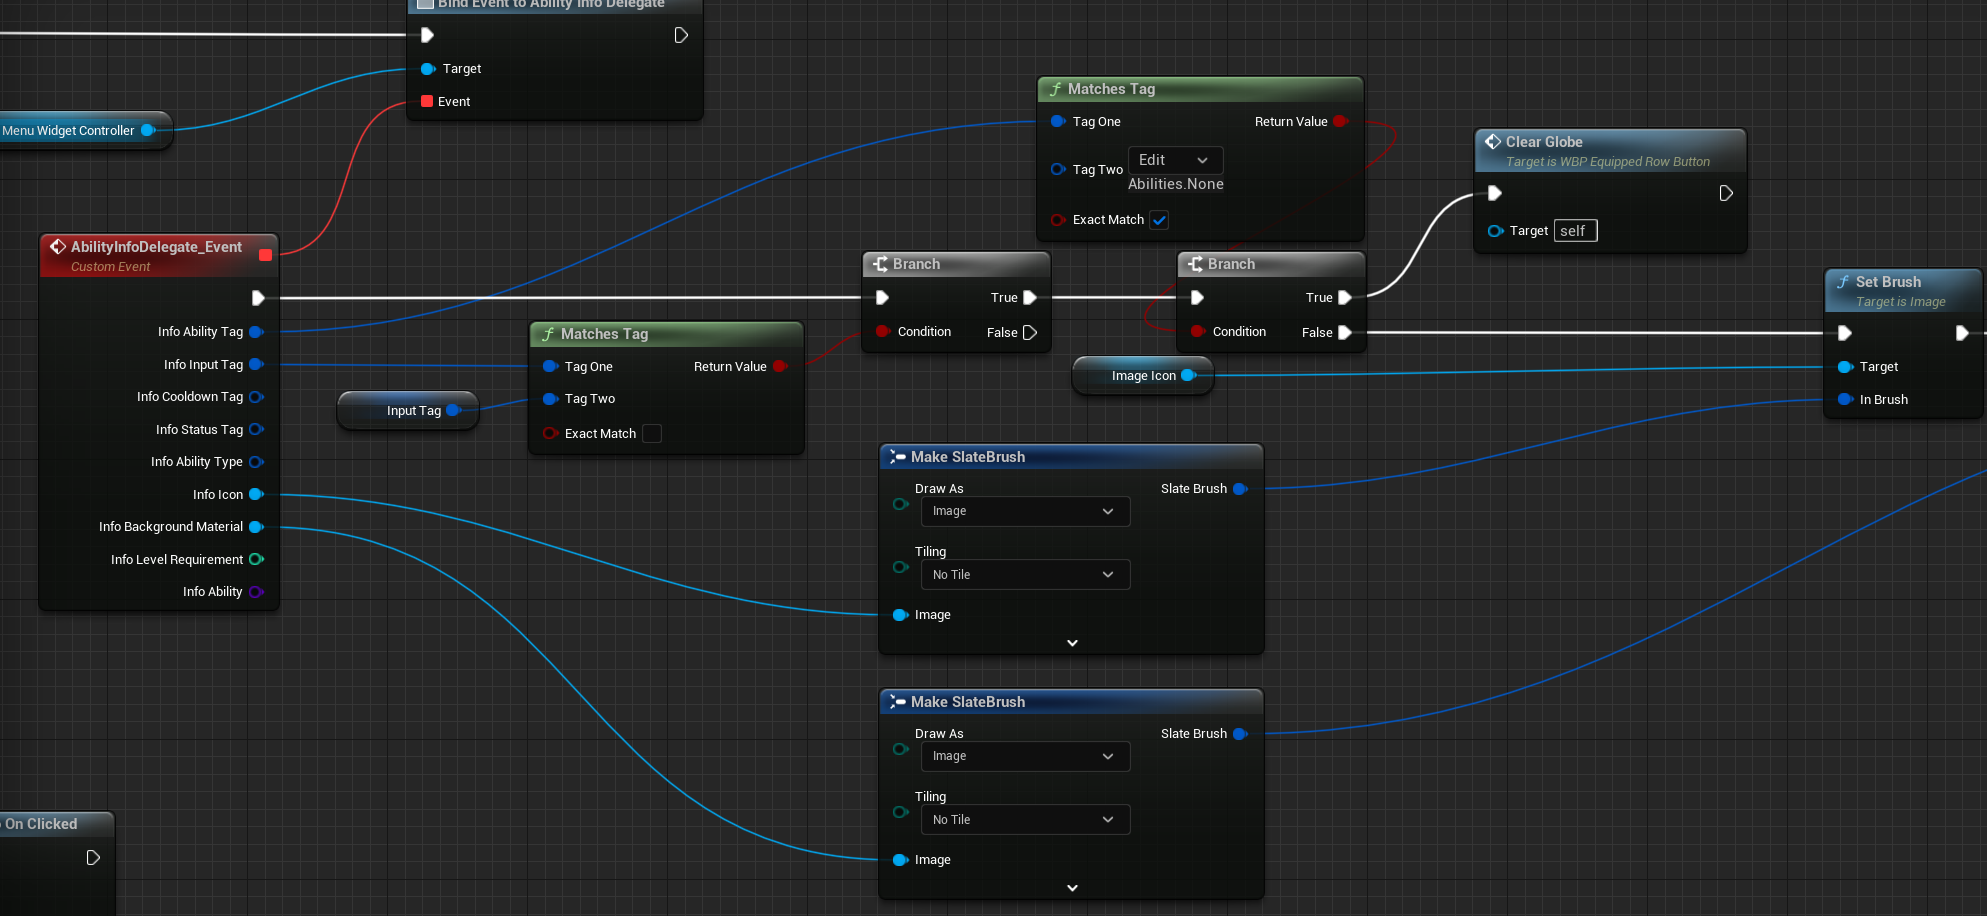 Bind Event to Ability Info Delegate
Target
Event
Menu Widget Controller
AbilityInfoDelegate_Event
Custom Event
Info Ability Tag
Info Input Tag
Info Cooldown Tag
Info Status Tag
Info Ability Type
Info Icon
Info Background Material
Info Level Requirement
Info Ability
Input Tag
Matches Tag
Tag One
Return Value
Tag Two
Exact Match
Branch
True
Condition
False
Matches Tag
Tag One
Return Value
Tag Two
Edit
Abilities.None
Exact Match
Branch
True
Condition
False
Clear Globe
Target is WBP Equipped Row Button
Target
self
Image Icon
Set Brush
Target is Image
Target
In Brush
Make SlateBrush
Draw As
Slate Brush
Image
Tiling
No Tile
Image
Make SlateBrush
Draw As
Slate Brush
Image
Tiling
No Tile
Image
On Clicked